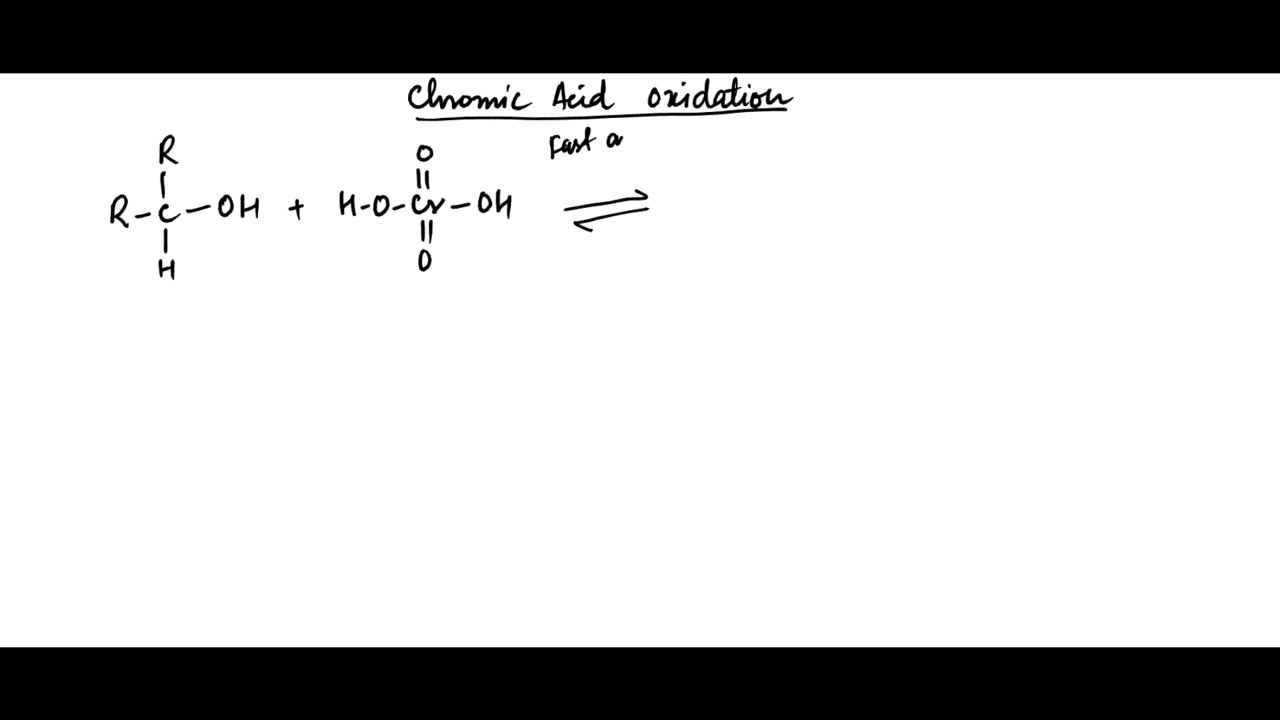 Chromic Acid oxidation
Fast a
R
O
R-C-OH + H-O-Cr-OH ⇌
H
O